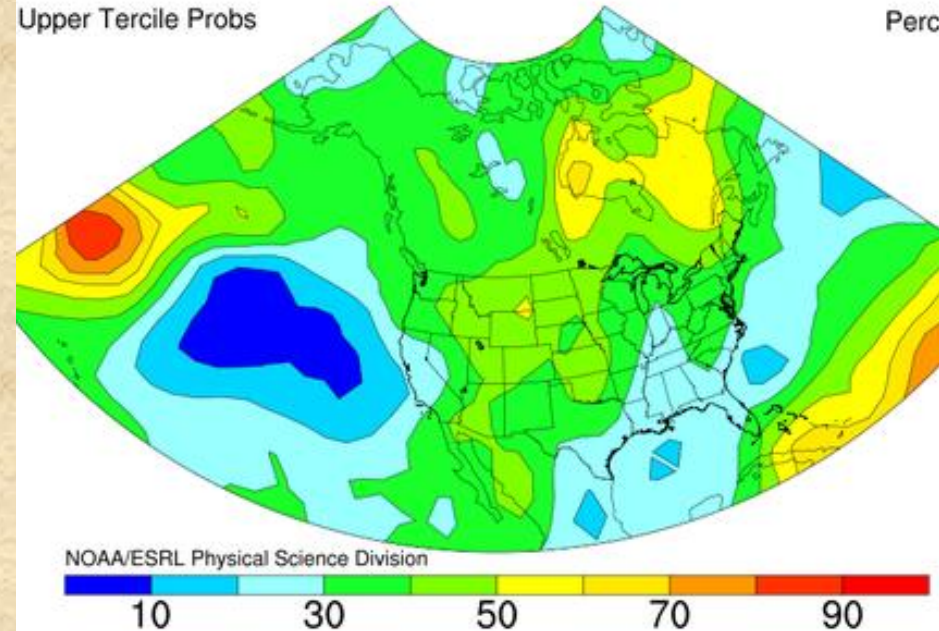 Upper Tercile Probs
Perc
NOAA/ESRL Physical Science Division
10 30 50 70 90